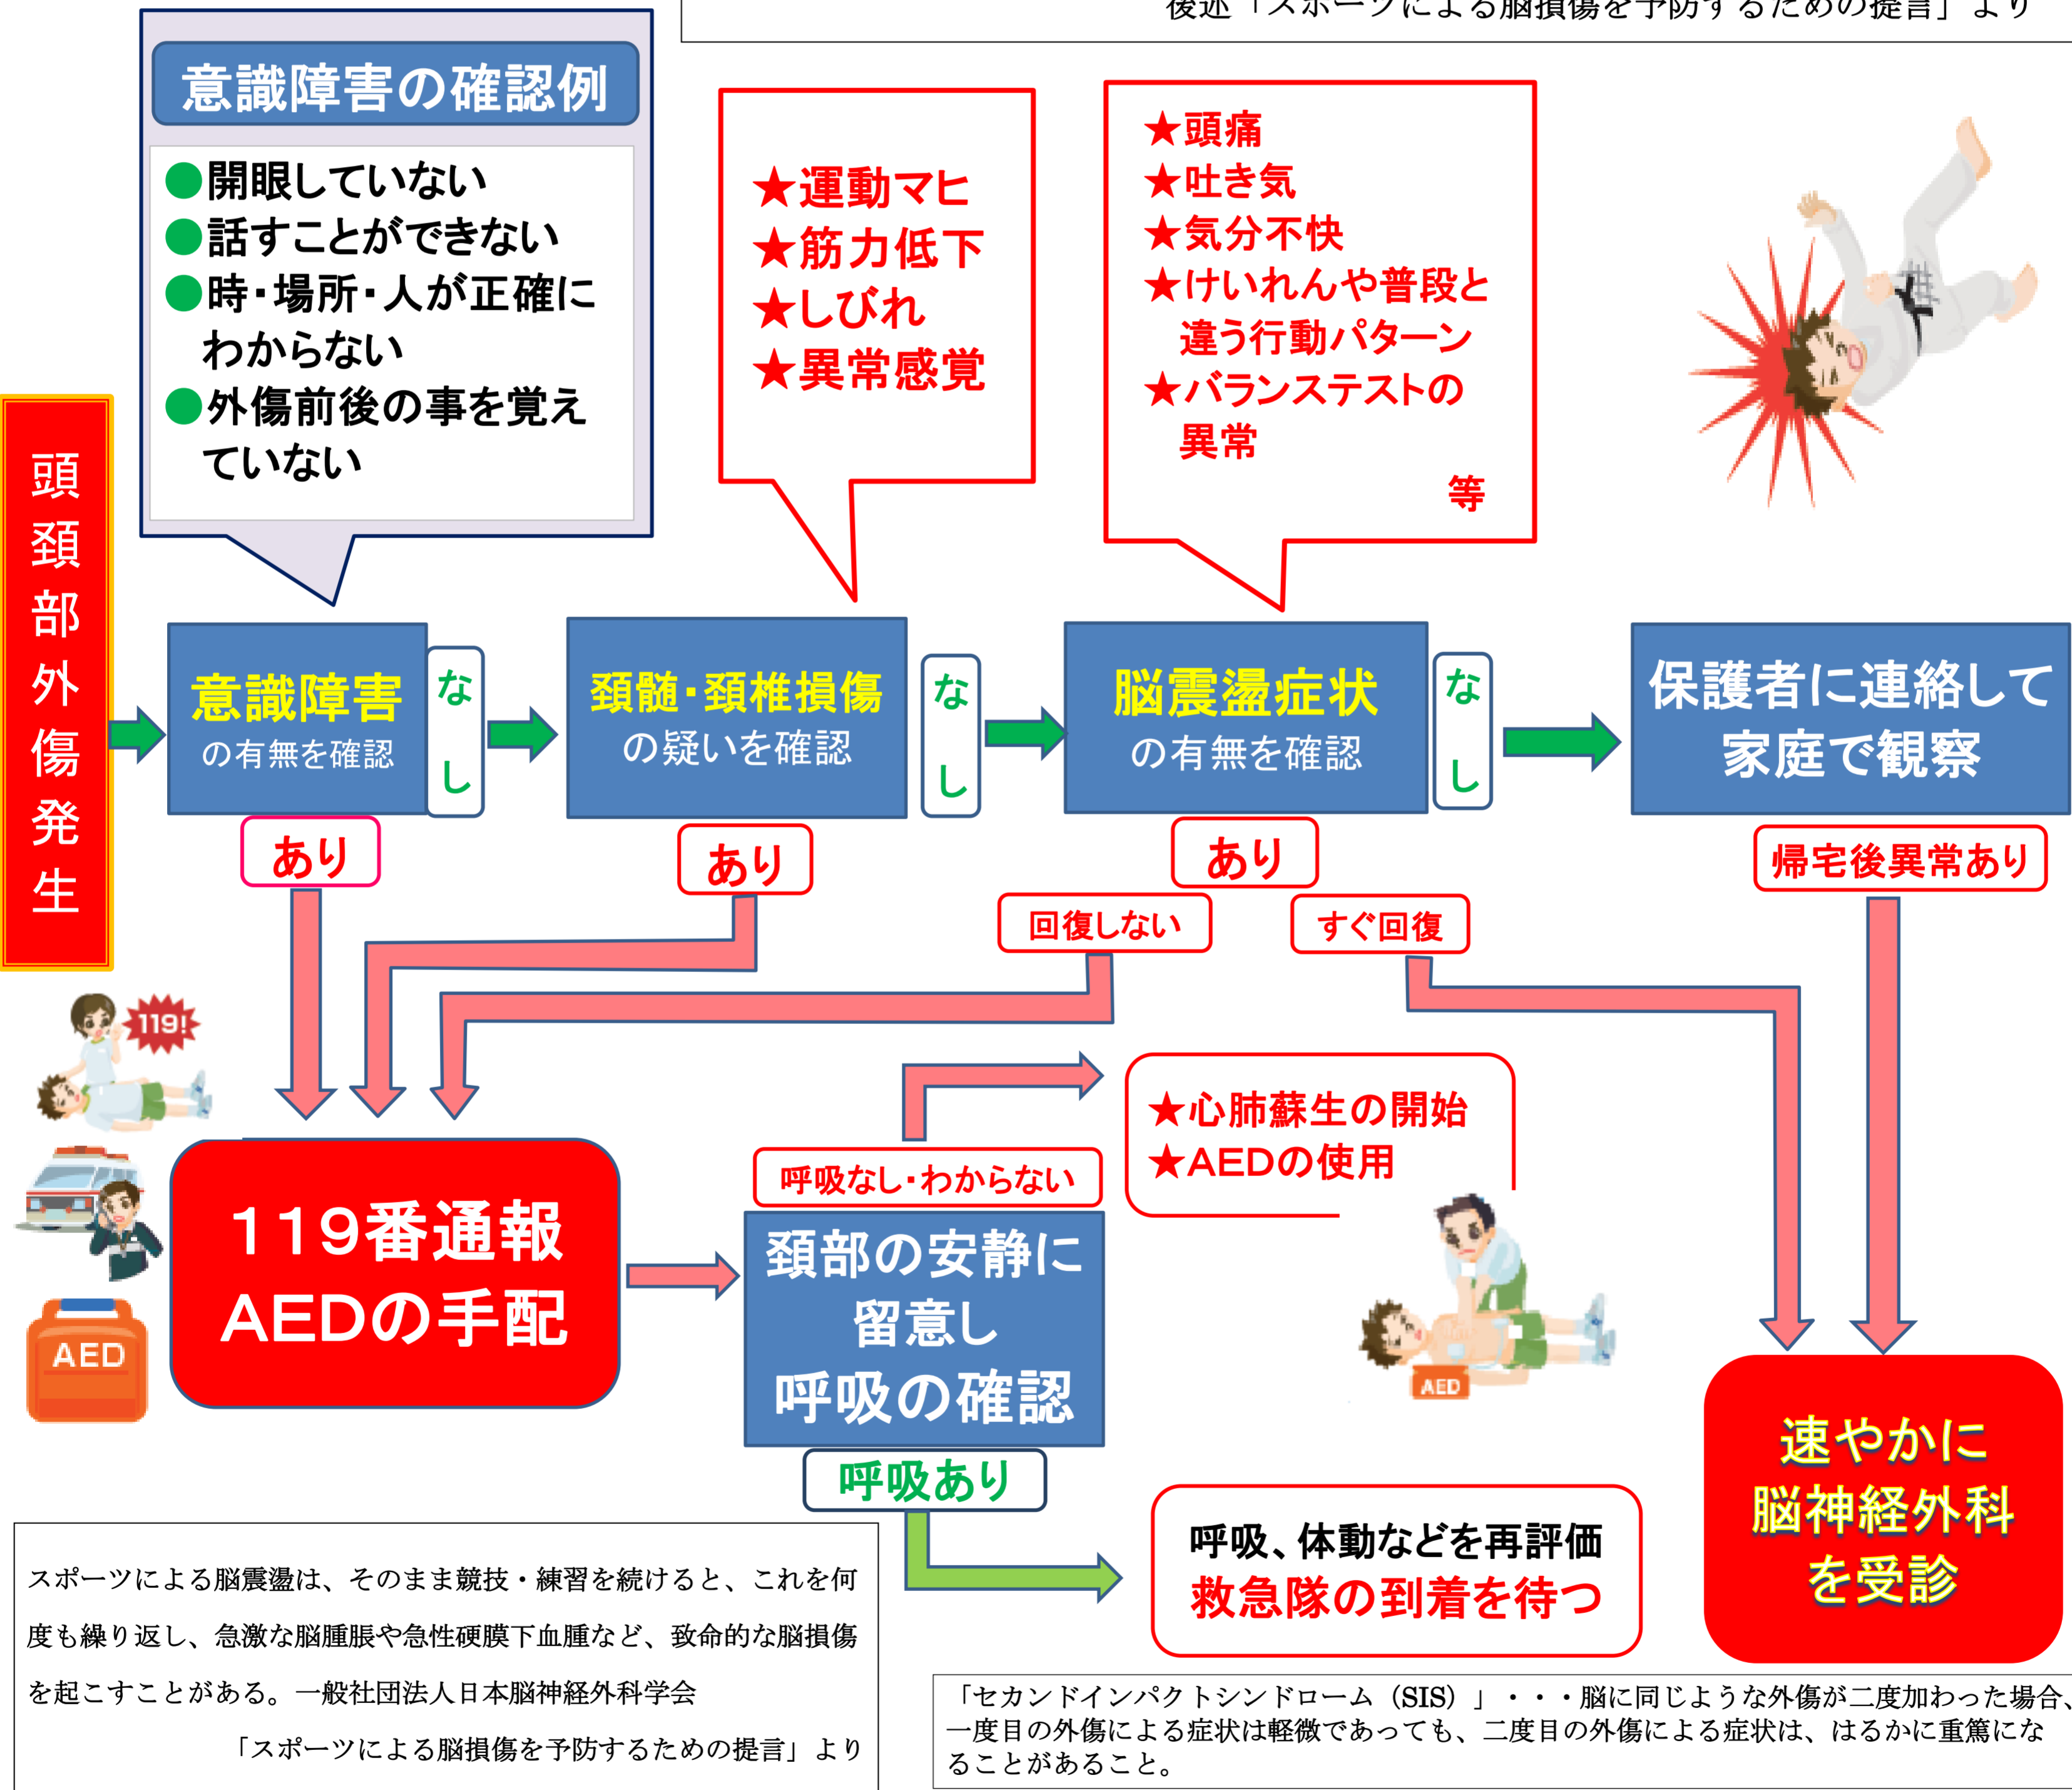 後述「スポーツによる脳損傷を予防するための提言」より
意識障害の確認例
●開眼していない
●話すことができない
●時・場所・人が正確に
わからない
●外傷前後の事を覚え
ていない
★運動マヒ
★筋力低下
★しびれ
★異常感覚
★頭痛
★吐き気
★気分不快
★けいれんや普段と
違う行動パターン
★バランステストの
異常
等
頭頚部外傷発生
意識障害
の有無を確認
なし
あり
頚髄・頚椎損傷
の疑いを確認
なし
あり
脳震盪症状
の有無を確認
なし
あり
回復しない
すぐ回復
保護者に連絡して
家庭で観察
帰宅後異常あり
119!
AED
119番通報
AEDの手配
呼吸なし・わからない
頚部の安静に
留意し
呼吸の確認
呼吸あり
★心肺蘇生の開始
★AEDの使用
AED
呼吸、体動などを再評価
救急隊の到着を待つ
速やかに
脳神経外科
を受診
スポーツによる脳震盪は、そのまま競技・練習を続けると、これを何
度も繰り返し、急激な脳腫脹や急性硬膜下血腫など、致命的な脳損傷
を起こすことがある。一般社団法人日本脳神経外科学会
「スポーツによる脳損傷を予防するための提言」より
「セカンドインパクトシンドローム（SIS）」・・・脳に同じような外傷が二度加わった場合、
一度目の外傷による症状は軽微であっても、二度目の外傷による症状は、はるかに重篤にな
ることがあること。